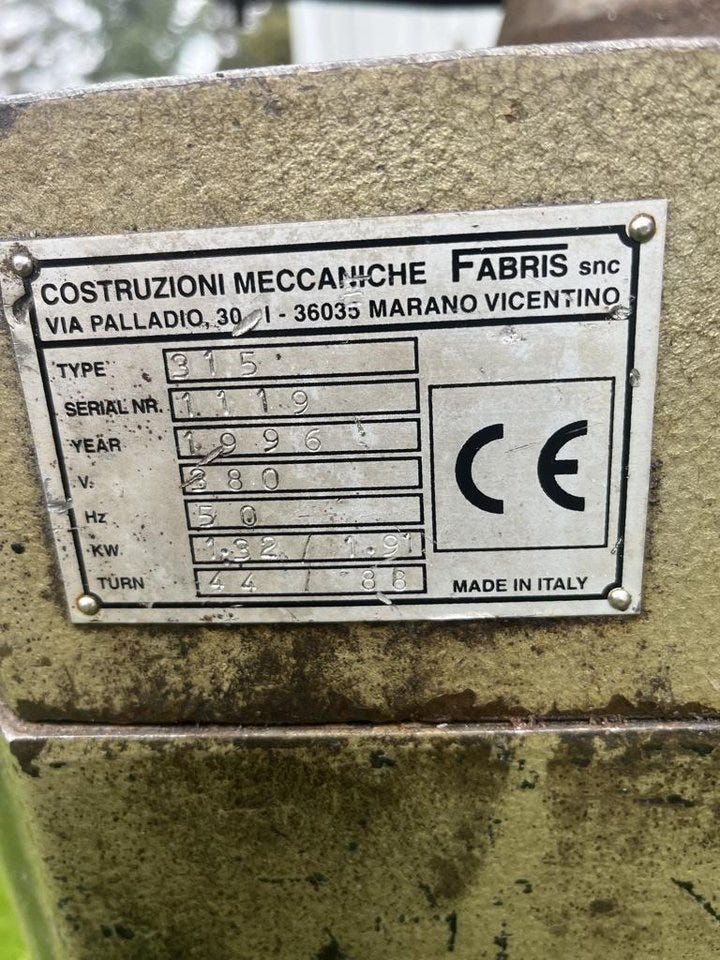 COSTRUZIONI MECCANICHE FABRIS snc
VIA PALLADIO, 30 I - 36035 MARANO VICENTINO
TYPE 315
SERIAL NR. 1119
YEAR 1996
V. 380
Hz 50
KW 1.32 / 1.91
TÜRN 44 / 88
CE
MADE IN ITALY